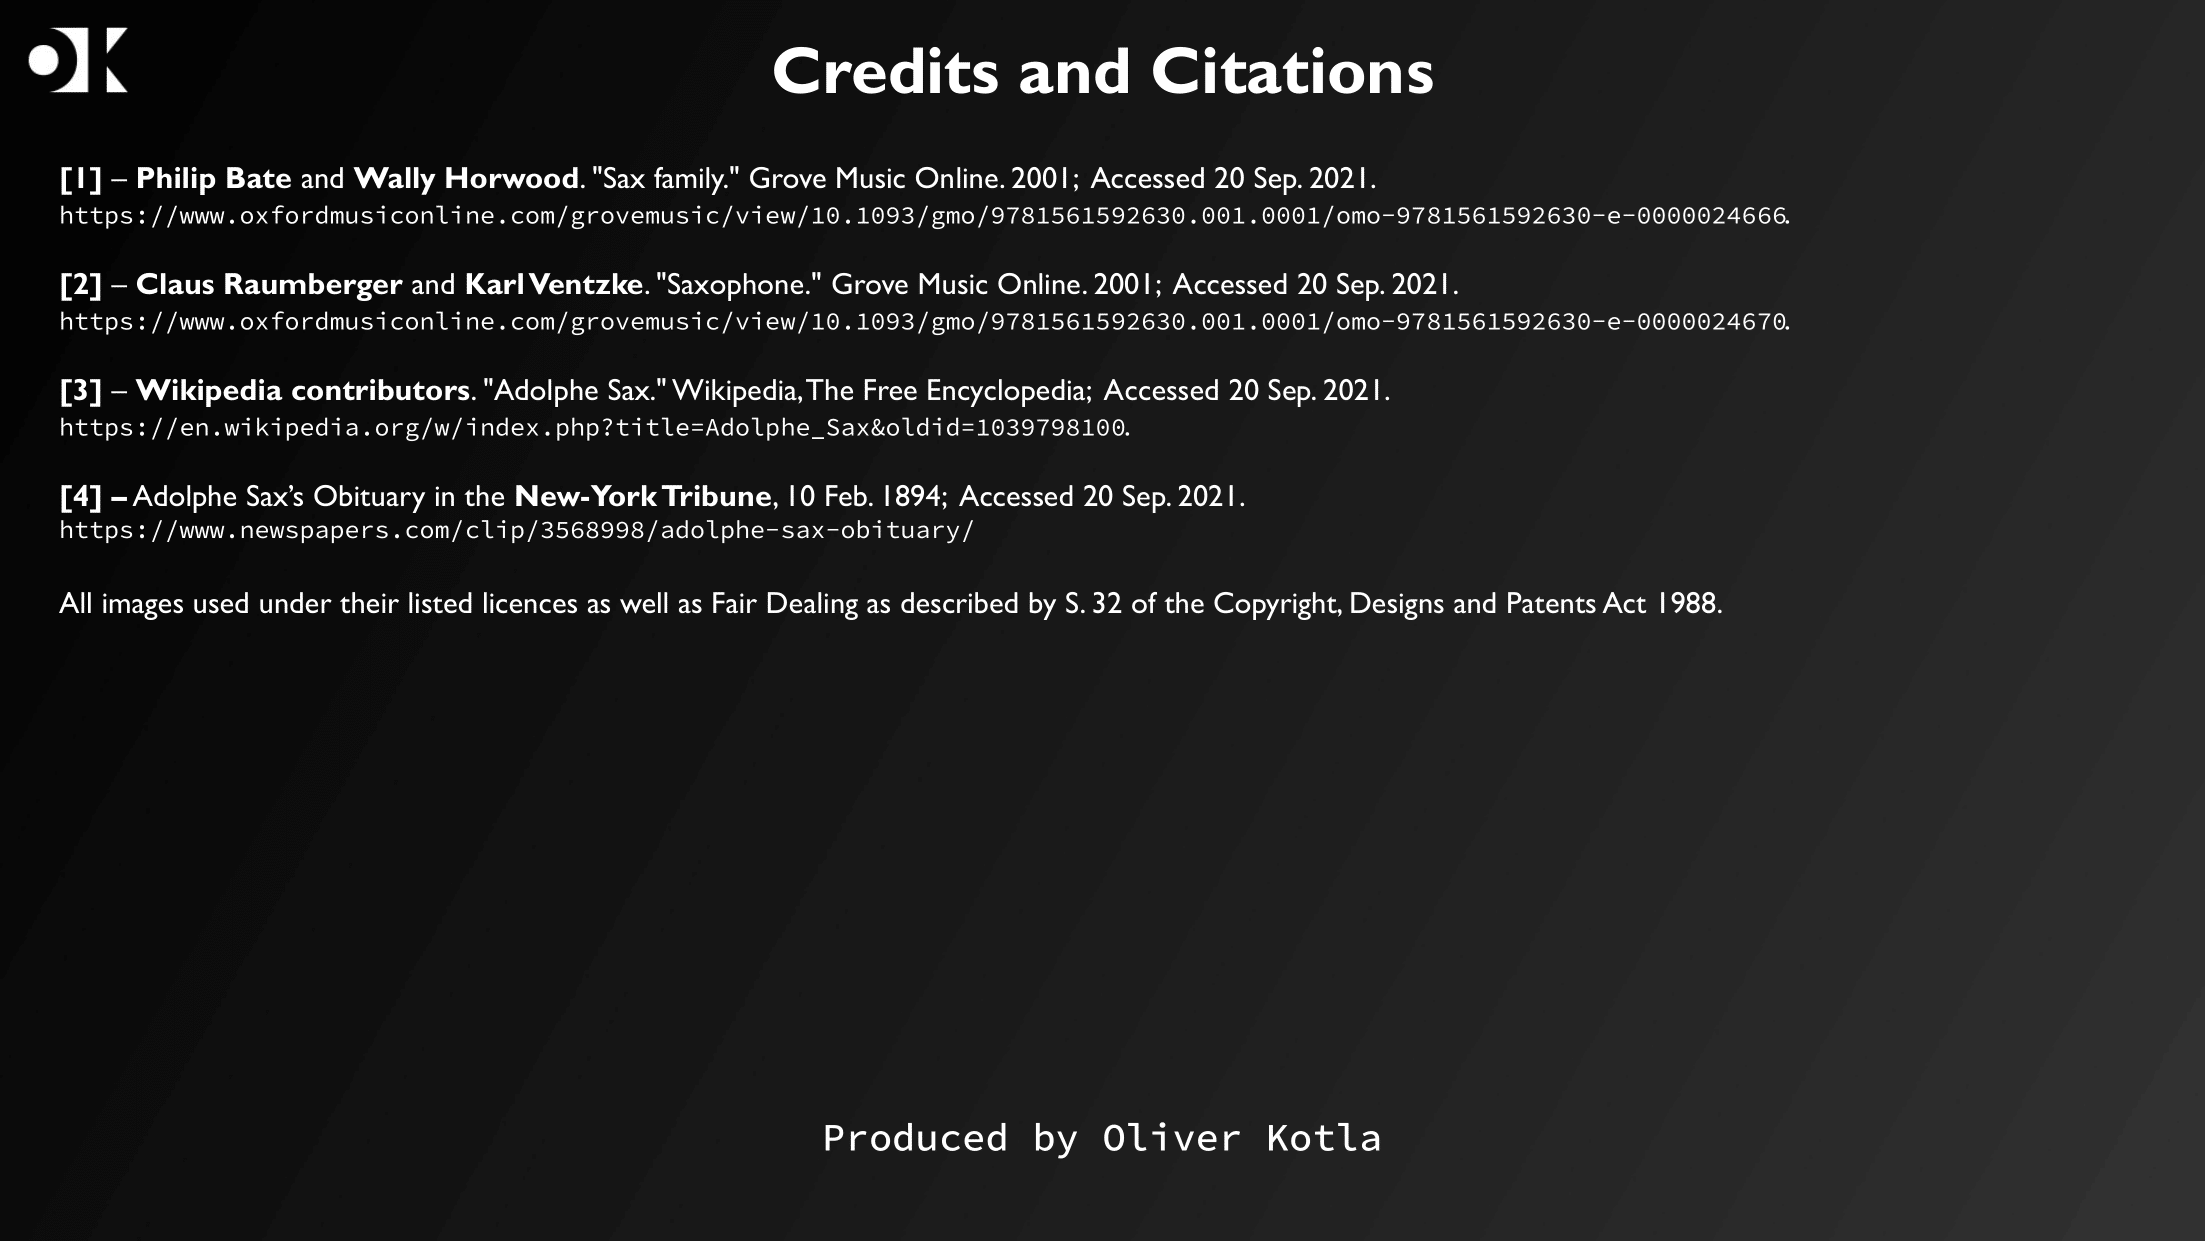 OK
Credits and Citations
[1] – Philip Bate and Wally Horwood. "Sax family." Grove Music Online. 2001; Accessed 20 Sep. 2021.
https://www.oxfordmusiconline.com/grovemusic/view/10.1093/gmo/9781561592630.001.0001/omo-9781561592630-e-0000024666.
[2] – Claus Raumberger and Karl Ventzke. "Saxophone." Grove Music Online. 2001; Accessed 20 Sep. 2021.
https://www.oxfordmusiconline.com/grovemusic/view/10.1093/gmo/9781561592630.001.0001/omo-9781561592630-e-0000024670.
[3] – Wikipedia contributors. "Adolphe Sax." Wikipedia, The Free Encyclopedia; Accessed 20 Sep. 2021.
https://en.wikipedia.org/w/index.php?title=Adolphe_Sax&oldid=1039798100.
[4] – Adolphe Sax’s Obituary in the New-York Tribune, 10 Feb. 1894; Accessed 20 Sep. 2021.
https://www.newspapers.com/clip/3568998/adolphe-sax-obituary/
All images used under their listed licences as well as Fair Dealing as described by S. 32 of the Copyright, Designs and Patents Act 1988.
Produced by Oliver Kotla